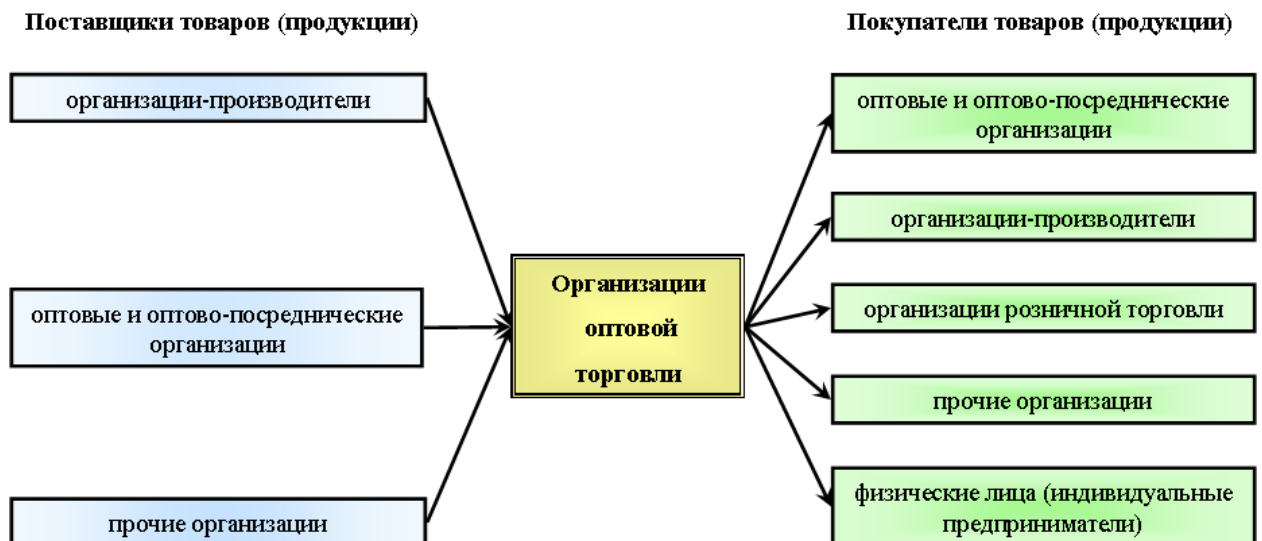 Поставщики товаров (продукции)
организации-производители
оптовые и оптово-посреднические
организации
прочие организации
Организации
оптовой
торговли
Покупатели товаров (продукции)
оптовые и оптово-посреднические
организации
организации-производители
организации розничной торговли
прочие организации
физические лица (индивидуальные
предприниматели)